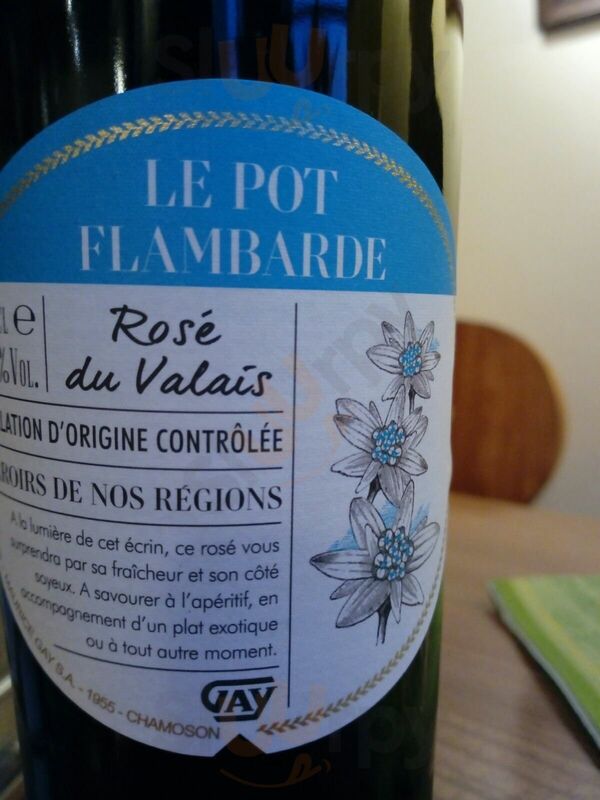 LE POT
FLAMBARDE
e
Rosé
% VOL.
du Valais
LATION D'ORIGINE CONTRÔLÉE
ROIRS DE NOS RÉGIONS
A la lumière de cet écrin, ce rosé vous
surprendra par sa fraîcheur et son côté
soyeux. A savourer à l'apéritif, en
accompagnement d'un plat exotique
ou à tout autre moment.
GAY
GAY S.A. - 1955 - CHAMOSON